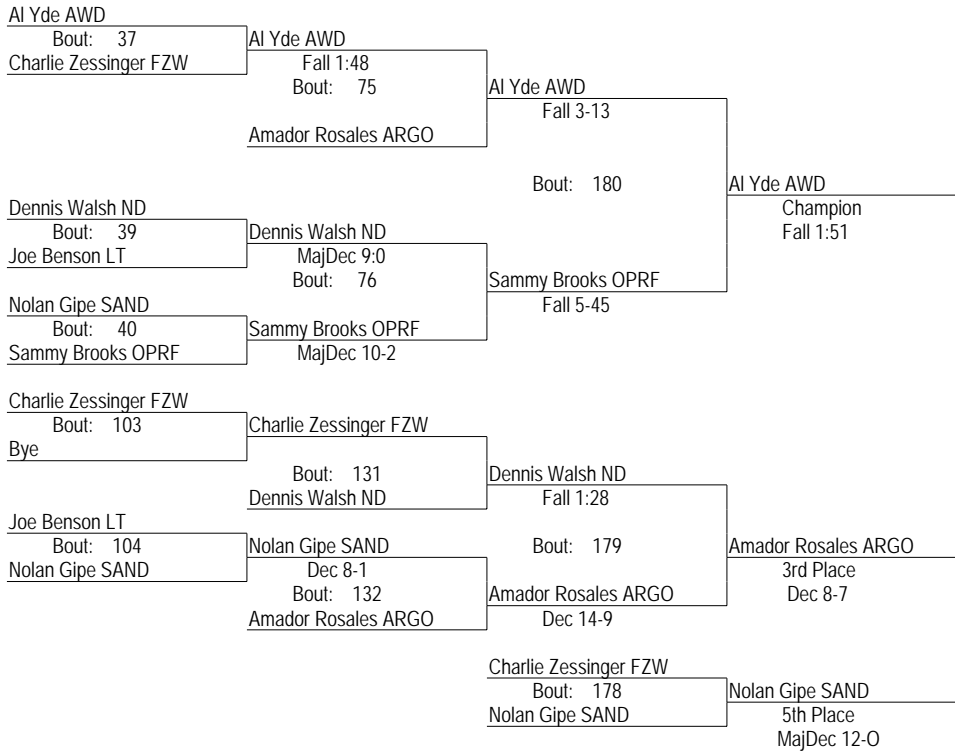 Al Yde AWD
Bout: 37
Charlie Zessinger FZW
Al Yde AWD
Fall 1:48
Bout: 75
Amador Rosales ARGO
Al Yde AWD
Fall 3-13
Bout: 180
Al Yde AWD
Champion
Fall 1:51
Dennis Walsh ND
Bout: 39
Joe Benson LT
Dennis Walsh ND
MajDec 9:0
Bout: 76
Sammy Brooks OPRF
Fall 5-45
Nolan Gipe SAND
Bout: 40
Sammy Brooks OPRF
Sammy Brooks OPRF
MajDec 10-2
Charlie Zessinger FZW
Bout: 103
Bye
Charlie Zessinger FZW
Bout: 131
Dennis Walsh ND
Dennis Walsh ND
Fall 1:28
Joe Benson LT
Bout: 104
Nolan Gipe SAND
Nolan Gipe SAND
Dec 8-1
Bout: 132
Amador Rosales ARGO
Bout: 179
Amador Rosales ARGO
Dec 14-9
Amador Rosales ARGO
3rd Place
Dec 8-7
Charlie Zessinger FZW
Bout: 178
Nolan Gipe SAND
Nolan Gipe SAND
5th Place
MajDec 12-O